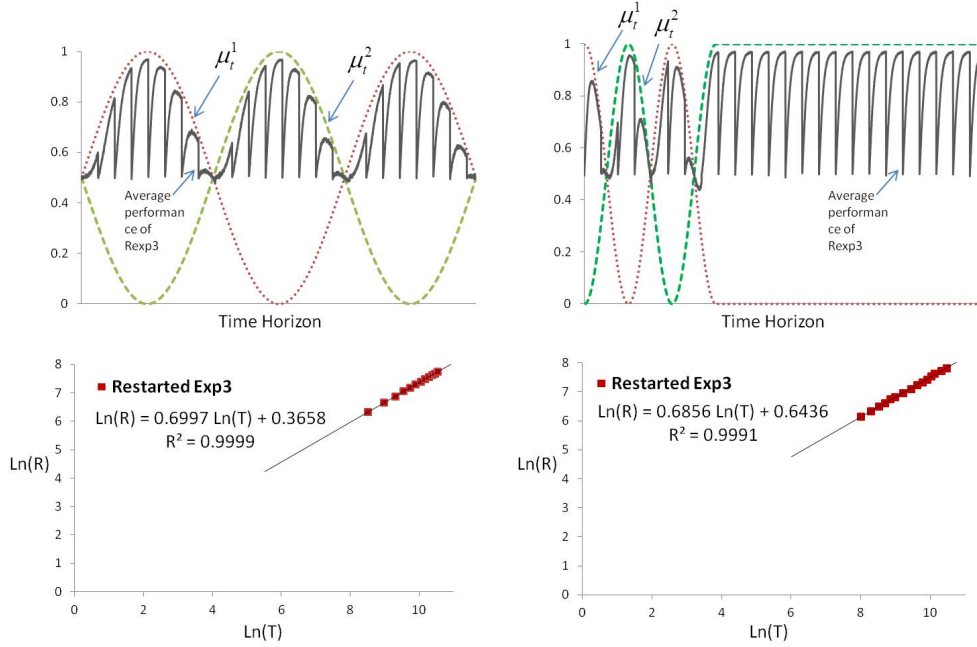 1
0.8
0.6
0.4
0.2
0
μ_t^1
μ_t^2
Average
performan
ce of
Rexp3
Time Horizon
1
0.8
0.6
0.4
0.2
0
μ_t^1
μ_t^2
Average
performan
ce of
Rexp3
Time Horizon
8
7
6
5
4
3
2
1
0
Ln(R)
Restarted Exp3
Ln(R) = 0.6997 Ln(T) + 0.3658
R² = 0.9999
0 2 4 6 8 10
Ln(T)
8
7
6
5
4
3
2
1
0
Ln(R)
Restarted Exp3
Ln(R) = 0.6856 Ln(T) + 0.6436
R² = 0.9991
0 2 4 6 8 10
Ln(T)